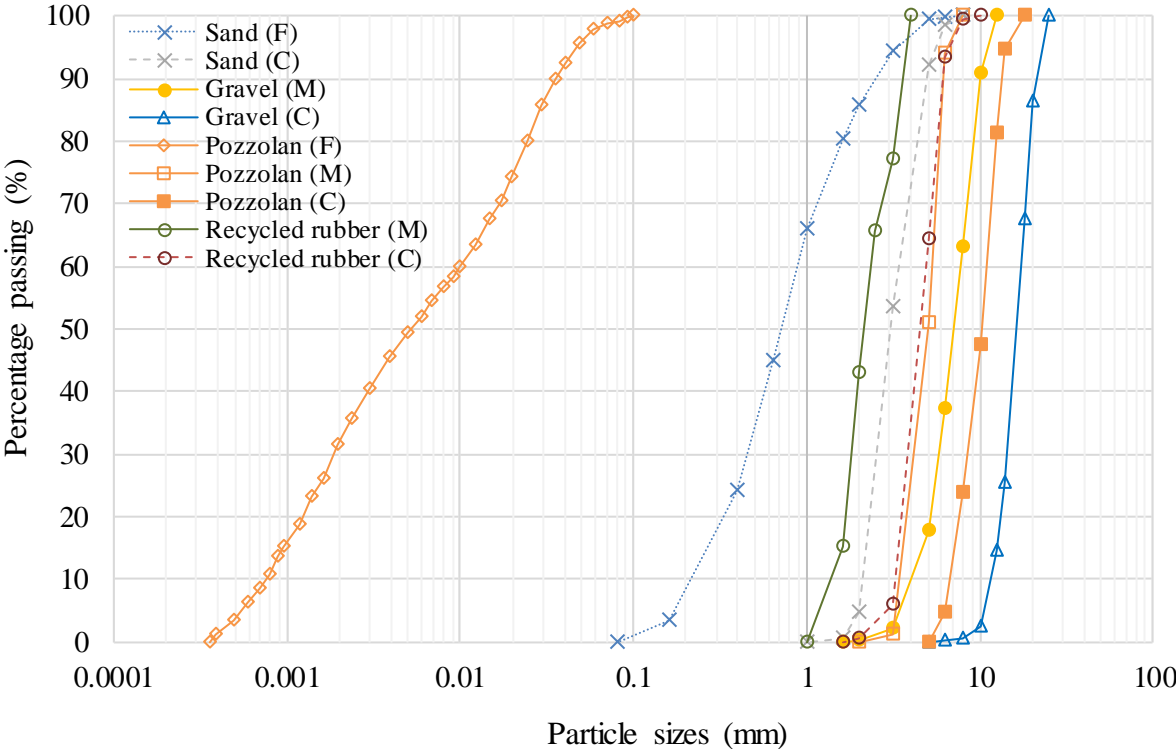 100
90
80
70
60
50
40
30
20
10
0
Percentage passing (%)
Sand (F)
Sand (C)
Gravel (M)
Gravel (C)
Pozzolan (F)
Pozzolan (M)
Pozzolan (C)
Recycled rubber (M)
Recycled rubber (C)
0.0001 0.001 0.01 0.1 1 10 100
Particle sizes (mm)